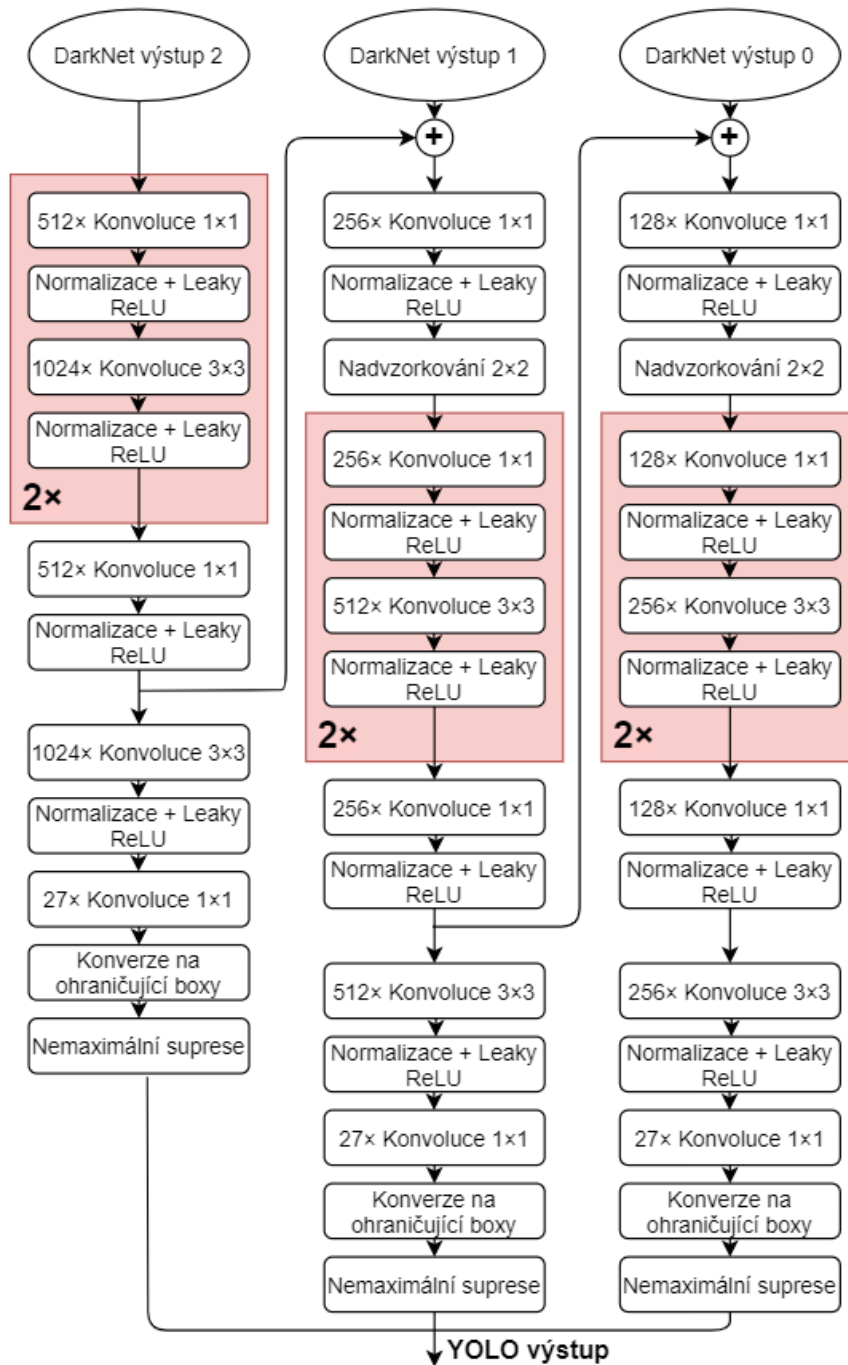 DarkNet výstup 2
512× Konvoluce 1×1
Normalizace + Leaky
ReLU
1024× Konvoluce 3×3
Normalizace + Leaky
ReLU
2×
512× Konvoluce 1×1
Normalizace + Leaky
ReLU
1024× Konvoluce 3×3
Normalizace + Leaky
ReLU
27× Konvoluce 1×1
Konverze na
ohraničující boxy
Nemaximální suprese
DarkNet výstup 1
+
256× Konvoluce 1×1
Normalizace + Leaky
ReLU
Nadvzorkování 2×2
256× Konvoluce 1×1
Normalizace + Leaky
ReLU
512× Konvoluce 3×3
Normalizace + Leaky
ReLU
2×
256× Konvoluce 1×1
Normalizace + Leaky
ReLU
512× Konvoluce 3×3
Normalizace + Leaky
ReLU
27× Konvoluce 1×1
Konverze na
ohraničující boxy
Nemaximální suprese
DarkNet výstup 0
+
128× Konvoluce 1×1
Normalizace + Leaky
ReLU
Nadvzorkování 2×2
128× Konvoluce 1×1
Normalizace + Leaky
ReLU
256× Konvoluce 3×3
Normalizace + Leaky
ReLU
2×
128× Konvoluce 1×1
Normalizace + Leaky
ReLU
256× Konvoluce 3×3
Normalizace + Leaky
ReLU
27× Konvoluce 1×1
Konverze na
ohraničující boxy
Nemaximální suprese
YOLO výstup